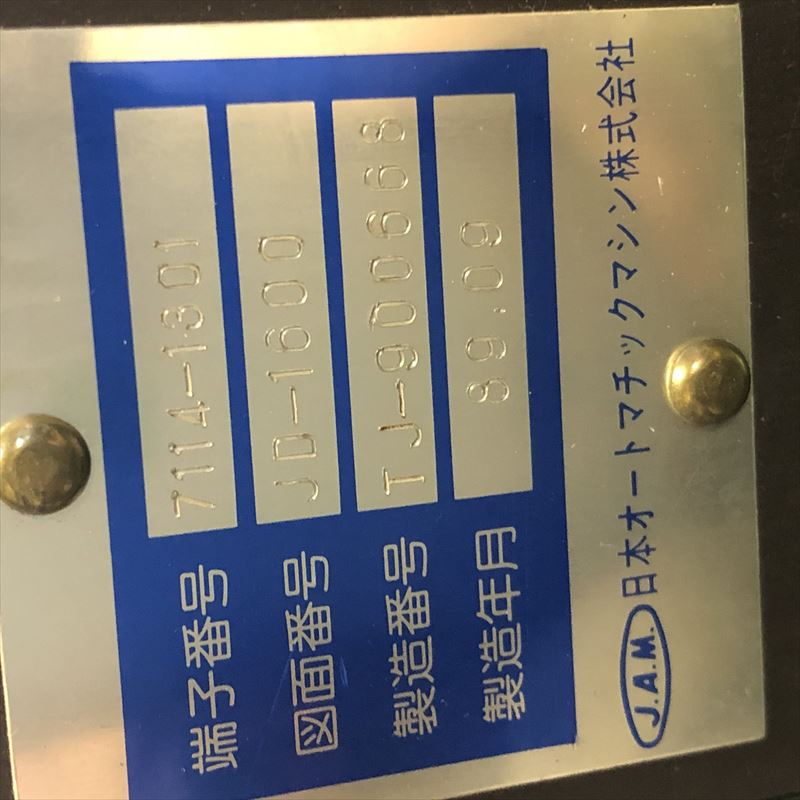 端子番号 7114-1301
図面番号 JD-1600
製造番号 TJ-900668
製造年月 89.09
J.A.M. 日本オートマチックマシン株式会社